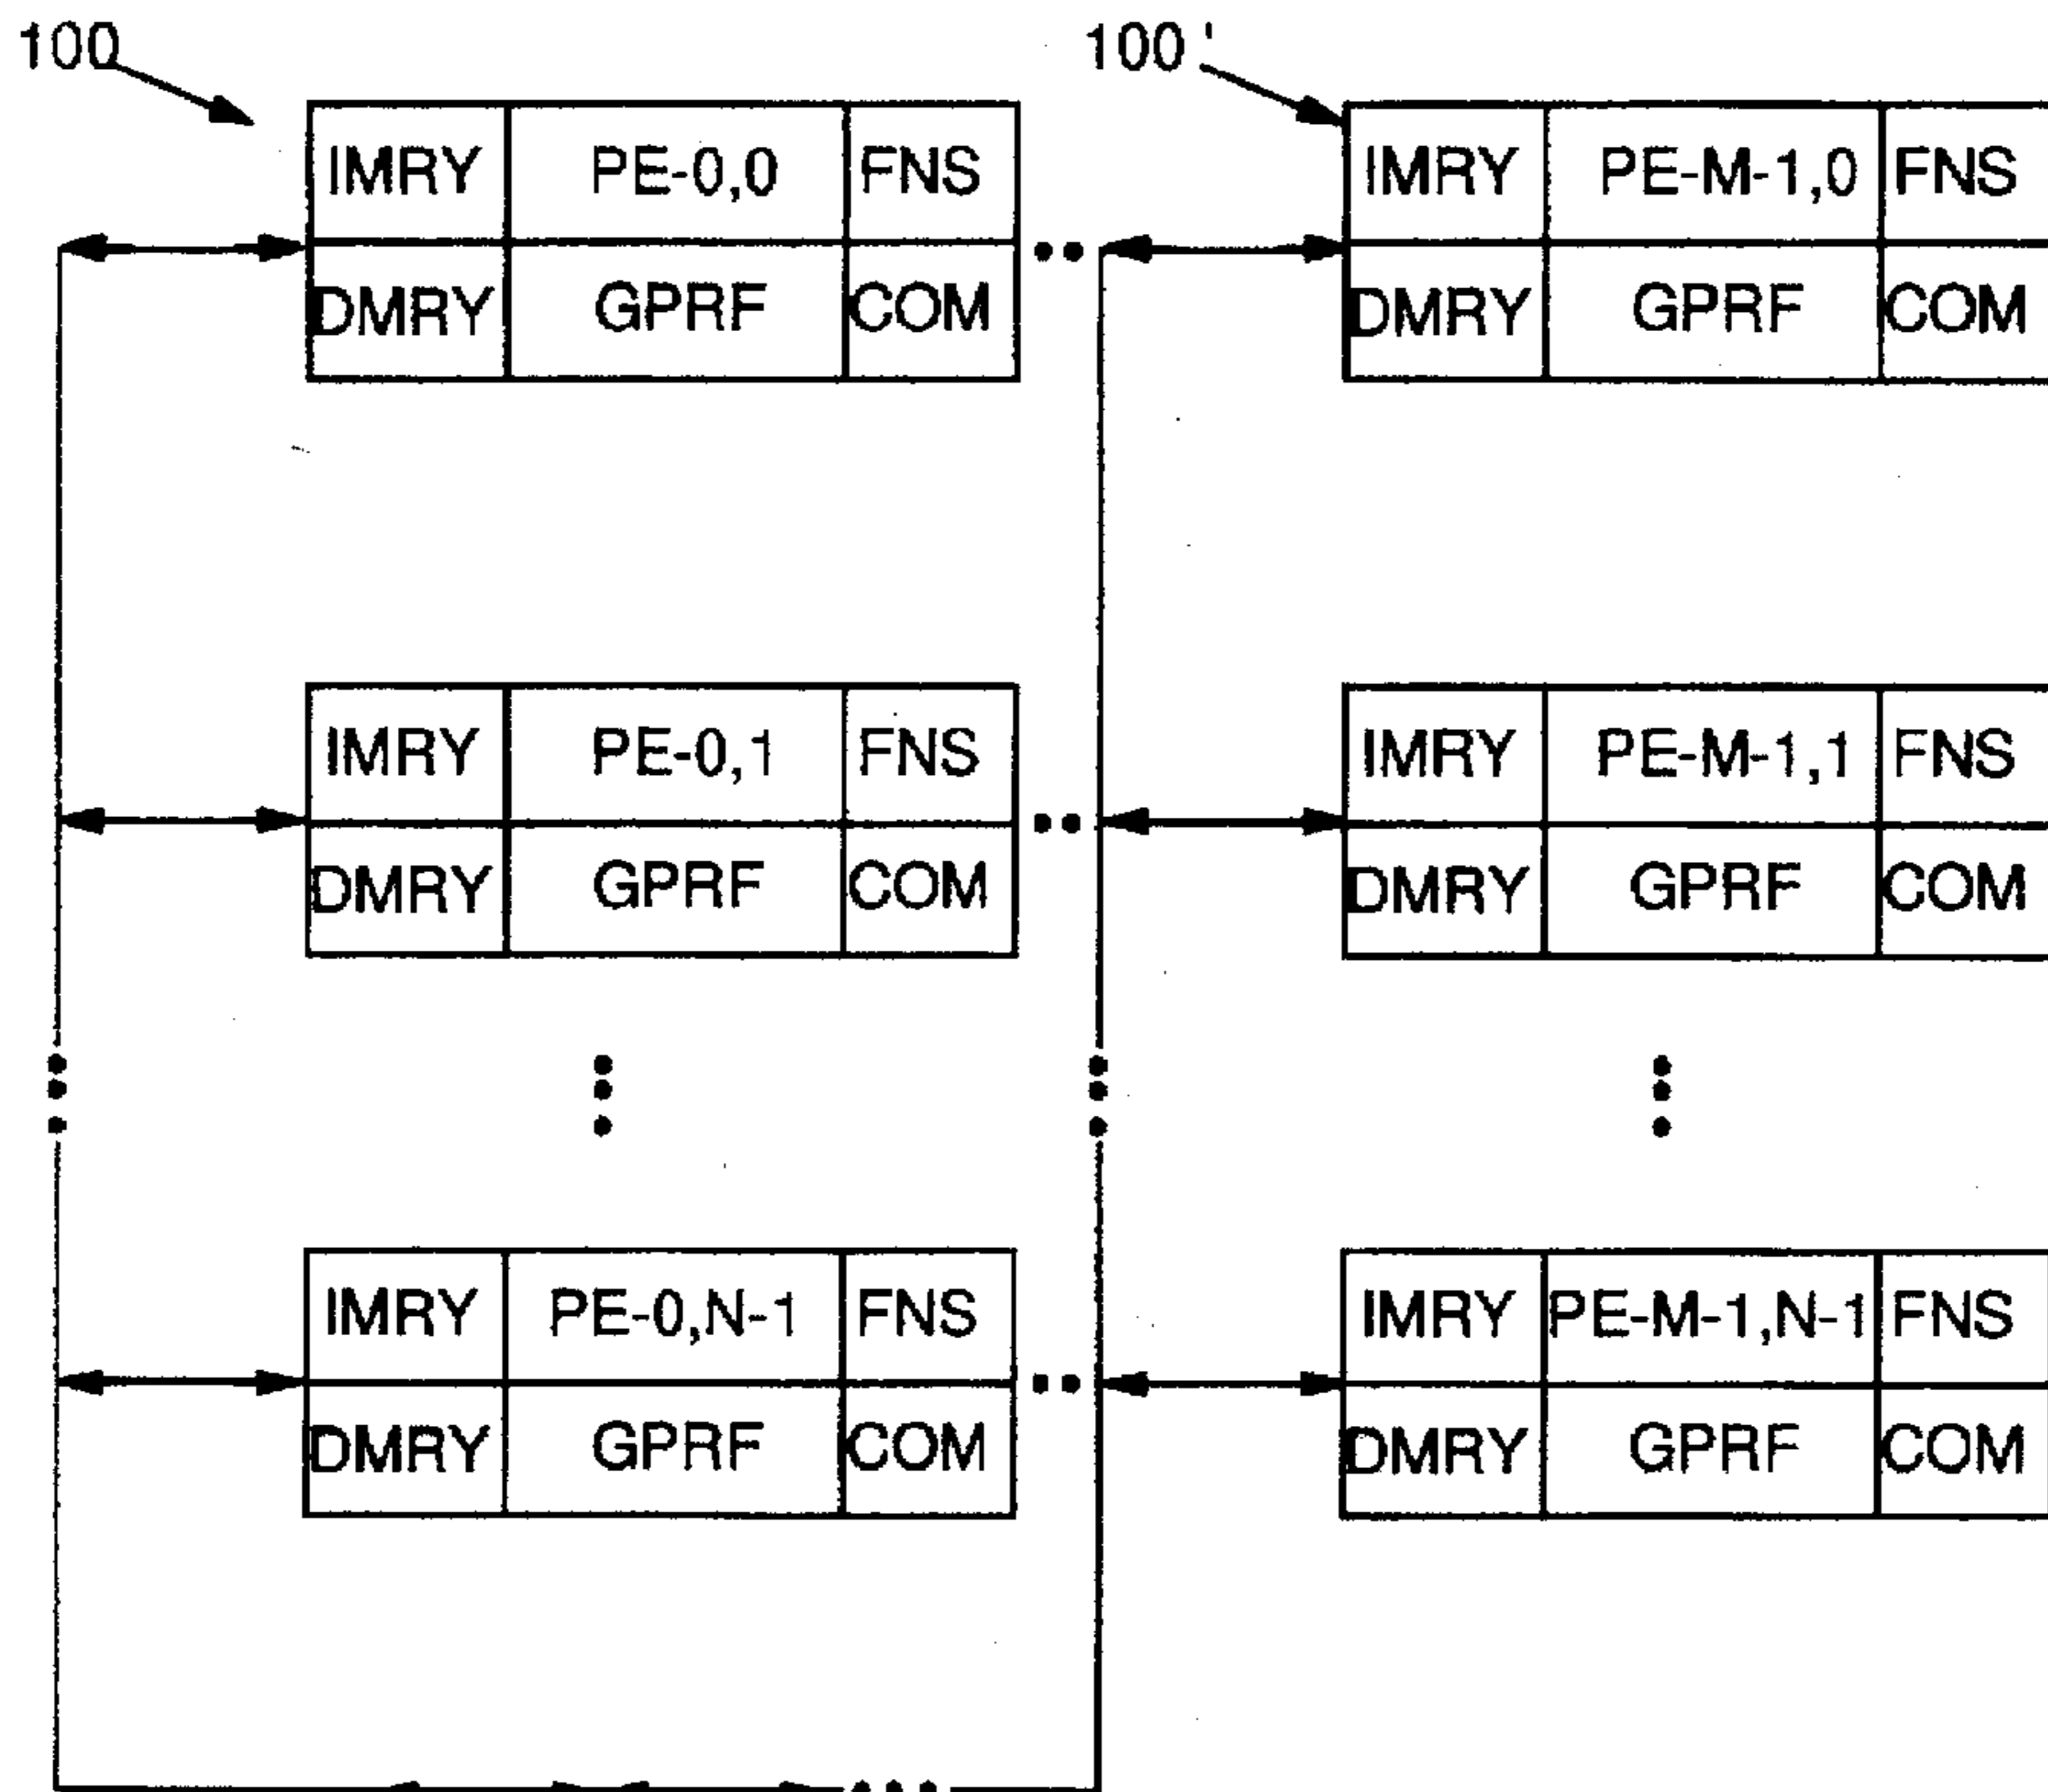 100 100'
IMRY PE-0,0 FNS IMRY PE-M-1,0 FNS
DMRY GPRF COM DMRY GPRF COM
IMRY PE-0,1 FNS IMRY PE-M-1,1 FNS
DMRY GPRF COM DMRY GPRF COM
IMRY PE-0,N-1 FNS IMRY PE-M-1,N-1 FNS
DMRY GPRF COM DMRY GPRF COM